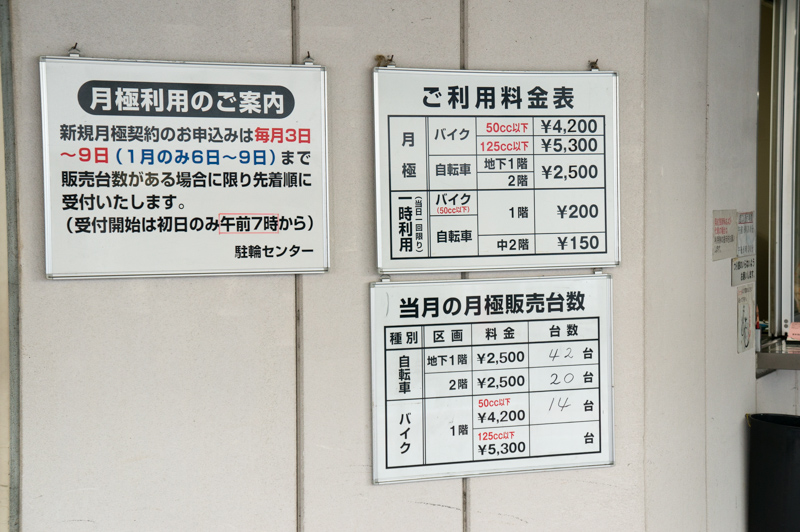 月極利用のご案内
新規月極契約のお申込みは毎月3日
～9日（1月のみ6日～9日）まで
販売台数がある場合に限り先着順に
受付いたします。
（受付開始は初日のみ午前7時から）
駐輪センター
ご利用料金表
月極 バイク 50cc以下 ¥4,200
125cc以下 ¥5,300
自転車 地下1階 ¥2,500
2階
一時利用（当日一回限り） バイク（50cc以下） 1階 ¥200
自転車 中2階 ¥150
当月の月極販売台数
種別 区画 料金 台数
自転車 地下1階 ¥2,500 42台
2階 ¥2,500 20台
バイク 1階 50cc以下 ¥4,200 14台
125cc以下 ¥5,300 台